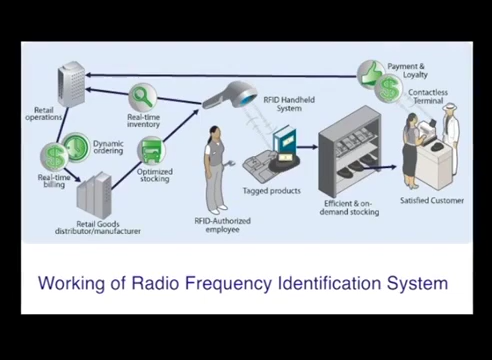 Payment &
Loyalty
Contactless
Terminal
Retail
operations
Real-time
inventory
RFID Handheld
System
Dynamic
ordering
Real-time
billing
Optimized
stocking
Tagged products
Retail Goods
distributor/manufacturer
RFID-Authorized
employee
Efficient & on-
demand stocking
Satisfied Customer
Working of Radio Frequency Identification System